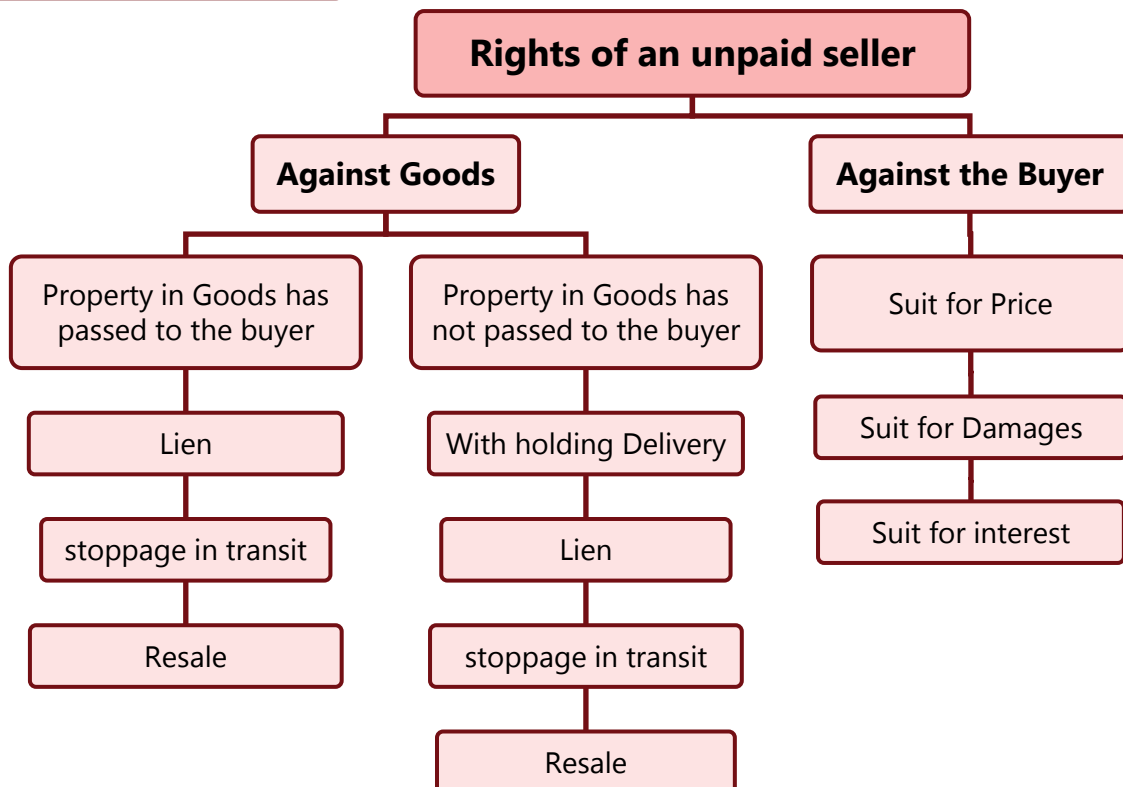 Rights of an unpaid seller
Against Goods
Against the Buyer
Property in Goods has
passed to the buyer
Property in Goods has
not passed to the buyer
Suit for Price
Lien
With holding Delivery
Suit for Damages
stoppage in transit
Lien
Suit for interest
Resale
stoppage in transit
Resale